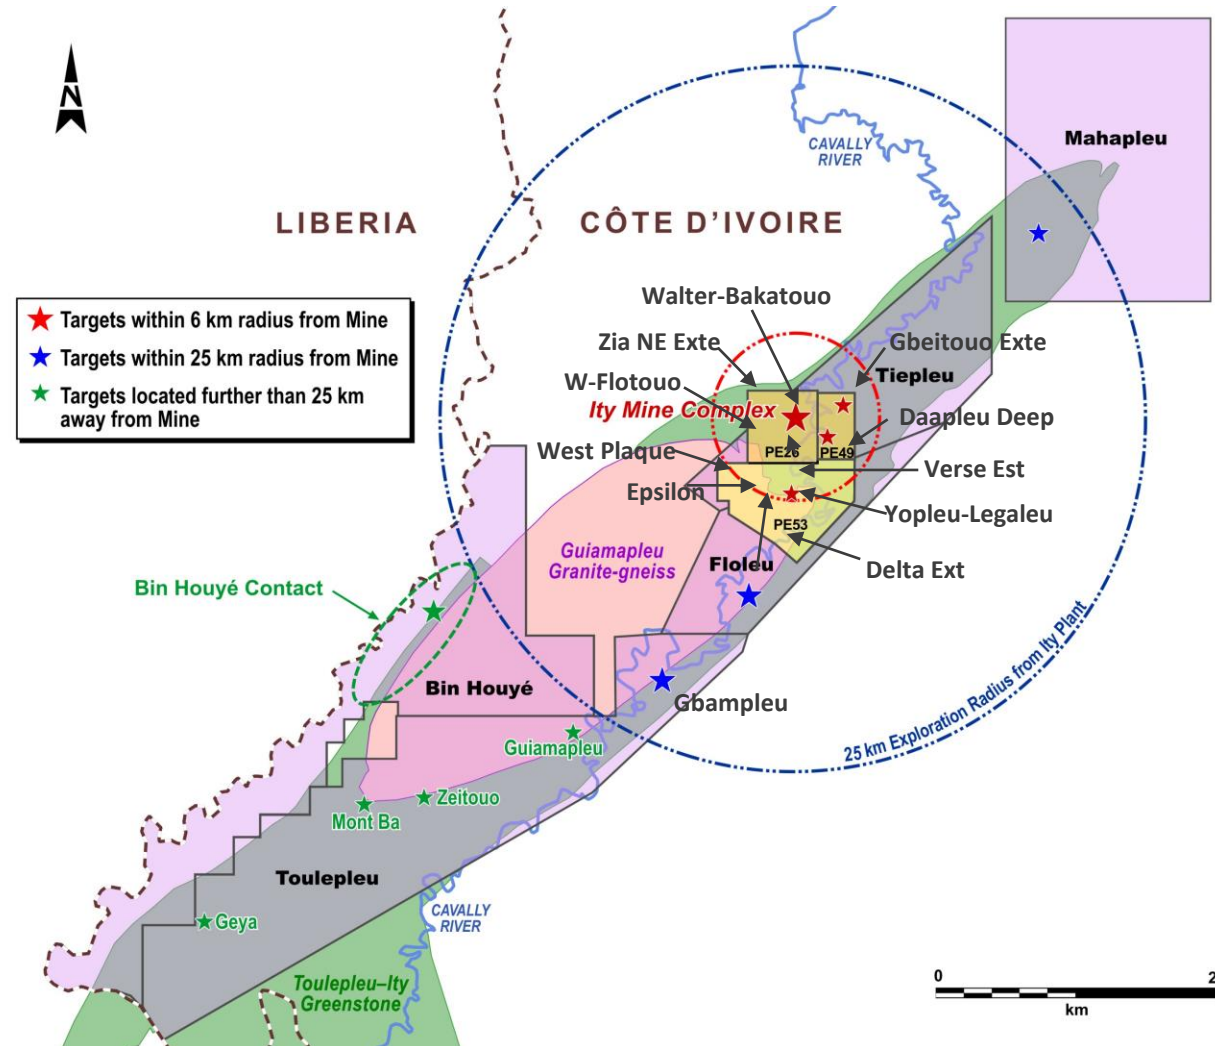 N
CAVALLY
RIVER
Mahapleu
LIBERIA
CÔTE D'IVOIRE
Targets within 6 km radius from Mine
Targets within 25 km radius from Mine
Targets located further than 25 km
away from Mine
Walter-Bakatouo
Zia NE Exte
Gbeitouo Exte
Tiepleu
W-Flotouo
Ity Mine Complex
Daapleu Deep
PE26
PE49
West Plaque
Verse Est
Epsilon
Yopleu-Legaleu
PE53
Guiamapleu
Granite-gneiss
Floleu
Delta Ext
Bin Houyé Contact
25 km Exploration Radius from Ity Plant
Bin Houyé
Gbampleu
Guiamapleu
Zeitouo
Mont Ba
Toulepleu
Geya
CAVALLY
RIVER
Toulepleu–Ity
Greenstone
0
2
km